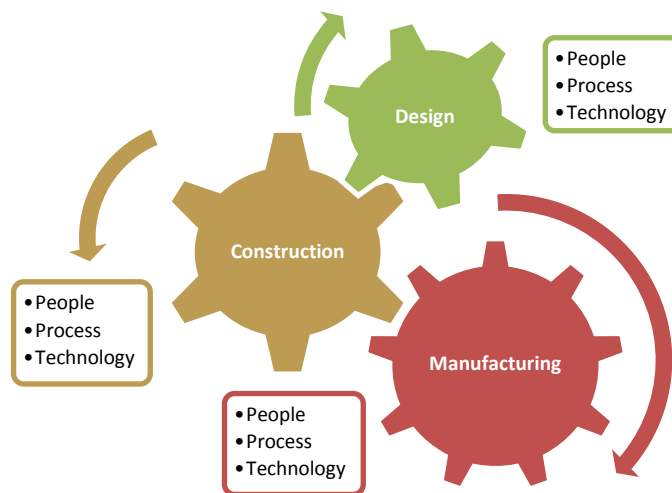 • People
• Process
• Technology
Design
Construction
• People
• Process
• Technology
Manufacturing
• People
• Process
• Technology